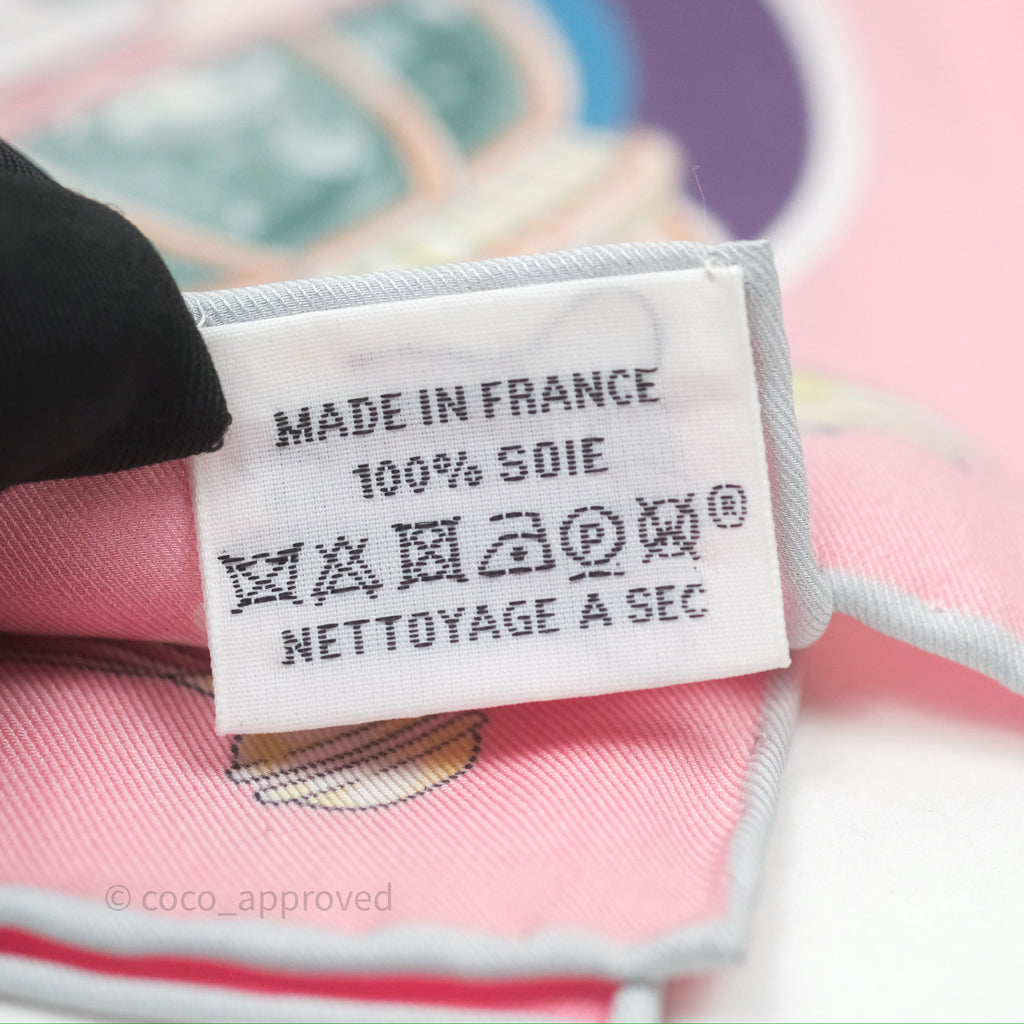 MADE IN FRANCE
100% SOIE
P W ®
NETTOYAGE A SEC
© coco_approved